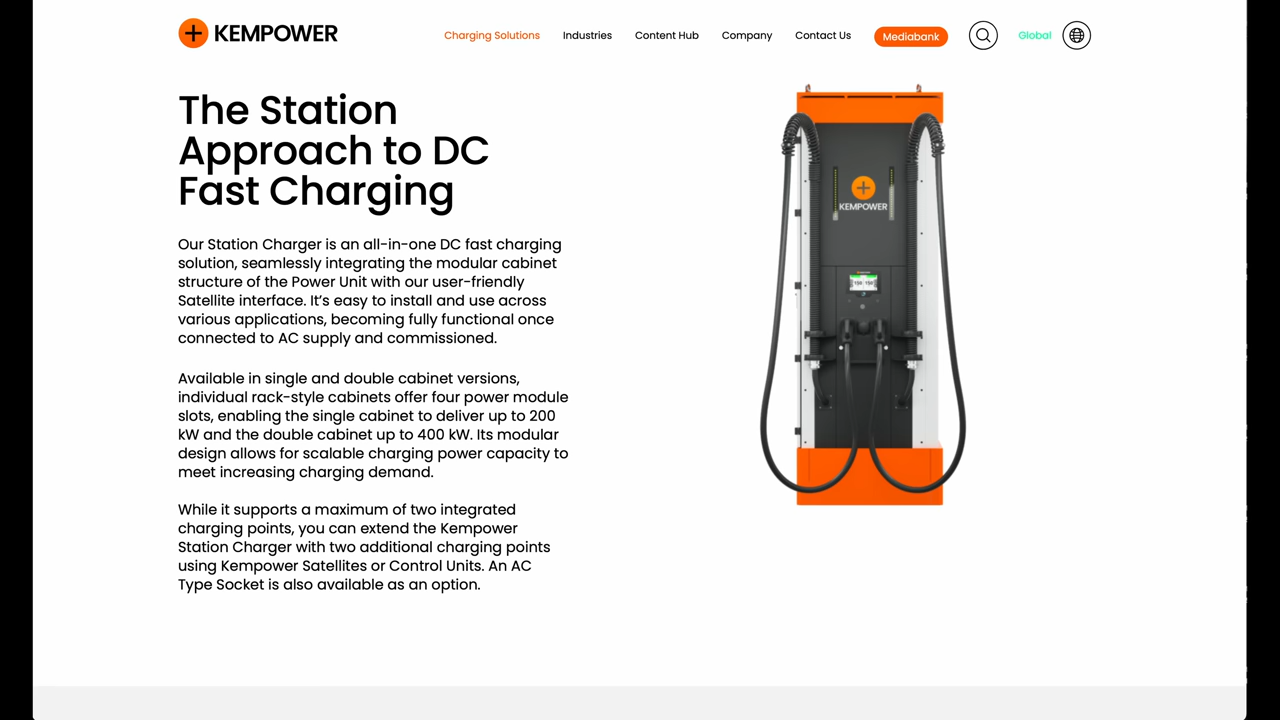 KEMPOWER
Charging Solutions
Industries
Content Hub
Company
Contact Us
Mediabank
Global
The Station
Approach to DC
Fast Charging
Our Station Charger is an all-in-one DC fast charging
solution, seamlessly integrating the modular cabinet
structure of the Power Unit with our user-friendly
Satellite interface. It’s easy to install and use across
various applications, becoming fully functional once
connected to AC supply and commissioned.
Available in single and double cabinet versions,
individual rack-style cabinets offer four power module
slots, enabling the single cabinet to deliver up to 200
kW and the double cabinet up to 400 kW. Its modular
design allows for scalable charging power capacity to
meet increasing charging demand.
While it supports a maximum of two integrated
charging points, you can extend the Kempower
Station Charger with two additional charging points
using Kempower Satellites or Control Units. An AC
Type Socket is also available as an option.
KEMPOWER